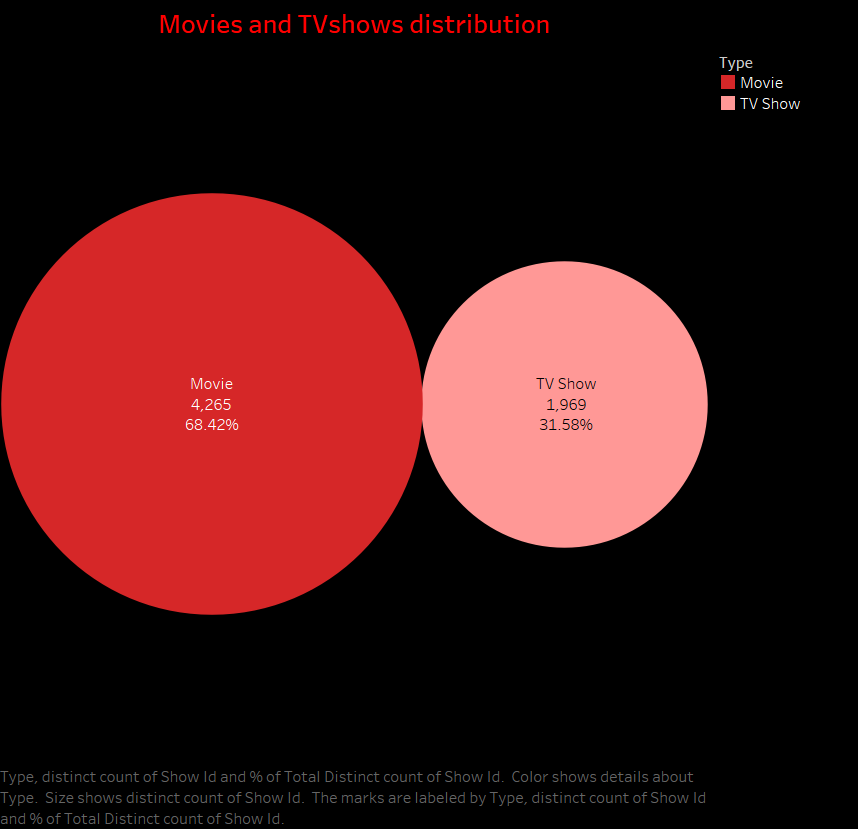 Movies and TVshows distribution
Type
Movie
TV Show
Movie
4,265
68.42%
TV Show
1,969
31.58%
Type, distinct count of Show Id and % of Total Distinct count of Show Id.  Color shows details about
Type.  Size shows distinct count of Show Id.  The marks are labeled by Type, distinct count of Show Id
and % of Total Distinct count of Show Id.